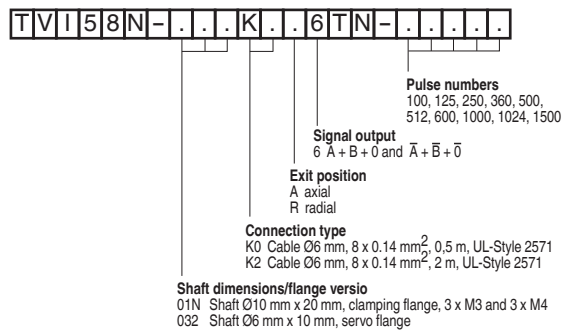 TVI58N-...K..6TN-.....
Pulse numbers
100, 125, 250, 360, 500,
512, 600, 1000, 1024, 1500
Signal output
6 A + B + 0 and A̅ + B̅ + 0̅
Exit position
A axial
R radial
Connection type
K0 Cable Ø6 mm, 8 x 0.14 mm², 0,5 m, UL-Style 2571
K2 Cable Ø6 mm, 8 x 0.14 mm², 2 m, UL-Style 2571
Shaft dimensions/flange versio
01N Shaft Ø10 mm x 20 mm, clamping flange, 3 x M3 and 3 x M4
032 Shaft Ø6 mm x 10 mm, servo flange